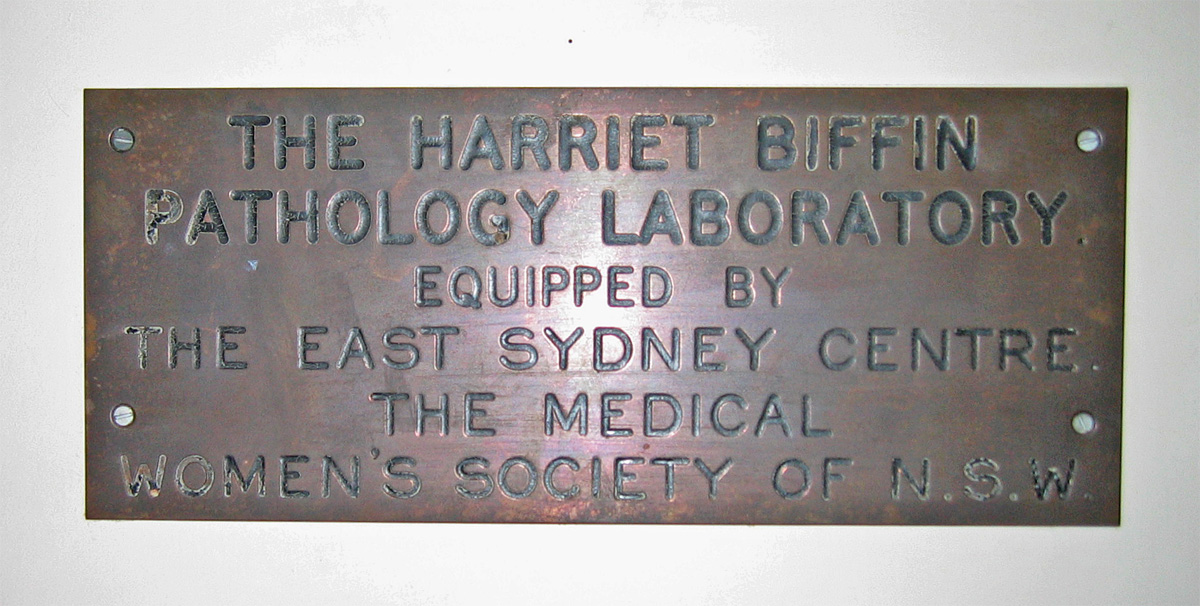 THE HARRIET BIFFIN
PATHOLOGY LABORATORY.
EQUIPPED BY
THE EAST SYDNEY CENTRE.
THE MEDICAL
WOMEN'S SOCIETY OF N.S.W.